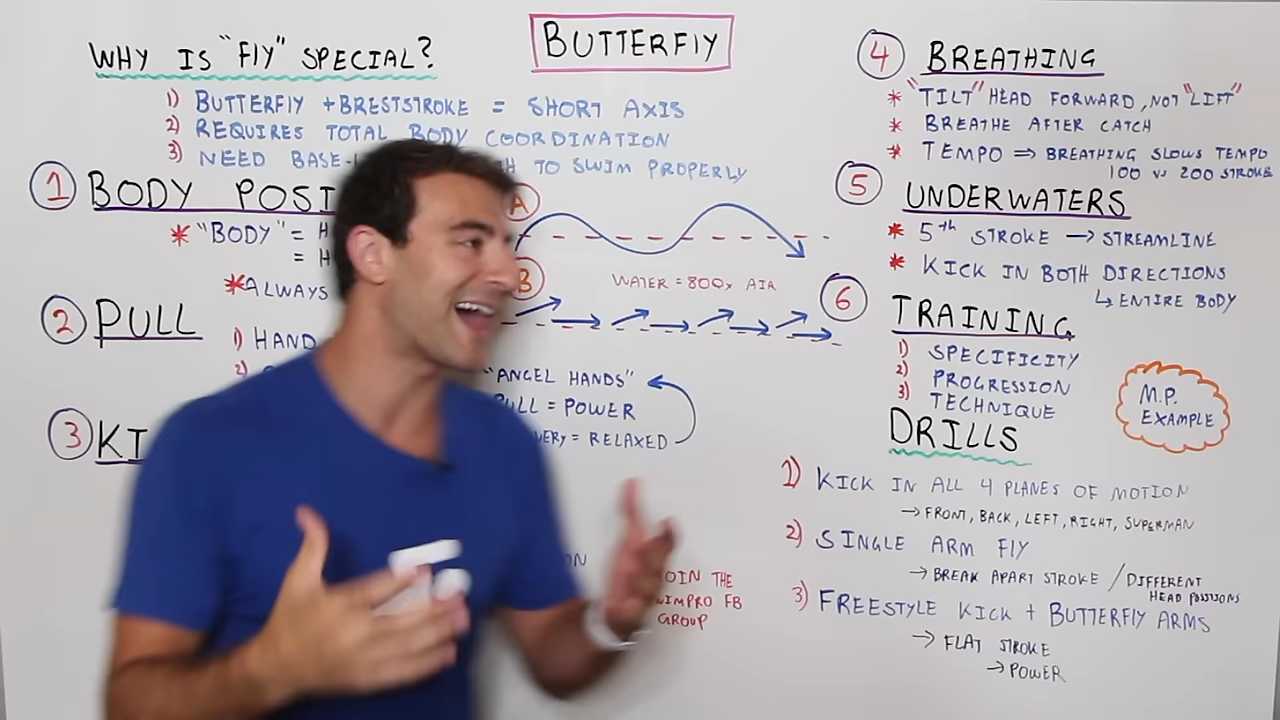 BUTTERFLY
WHY IS "FLY" SPECIAL?
1) BUTTERFLY + BRESTSTROKE = SHORT AXIS
2) REQUIRES TOTAL BODY COORDINATION
3) NEED BASE- TO SWIM PROPERLY
1 BODY POSI
* "BODY" = H
= H
* ALWAYS
A
B
WATER = 800x AIR
2 PULL
1) HAND
2)
"ANGEL HANDS"
PULL = POWER
= RELAXED
3 KI
JOIN THE
SWIMPRO FB
GROUP
4 BREATHING
* "TILT" HEAD FORWARD, NOT "LIFT"
* BREATHE AFTER CATCH
* TEMPO ⇒ BREATHING SLOWS TEMPO
100 vs 200 STROKE
5 UNDERWATERS
* 5th STROKE → STREAMLINE
* KICK IN BOTH DIRECTIONS
↳ ENTIRE BODY
6 TRAINING
1) SPECIFICITY
2) PROGRESSION
3) TECHNIQUE
M.P.
EXAMPLE
DRILLS
1) KICK IN ALL 4 PLANES OF MOTION
→ FRONT, BACK, LEFT, RIGHT, SUPERMAN
2) SINGLE ARM FLY
→ BREAK APART STROKE / DIFFERENT
HEAD POSITIONS
3) FREESTYLE KICK + BUTTERFLY ARMS
→ FLAT STROKE
→ POWER